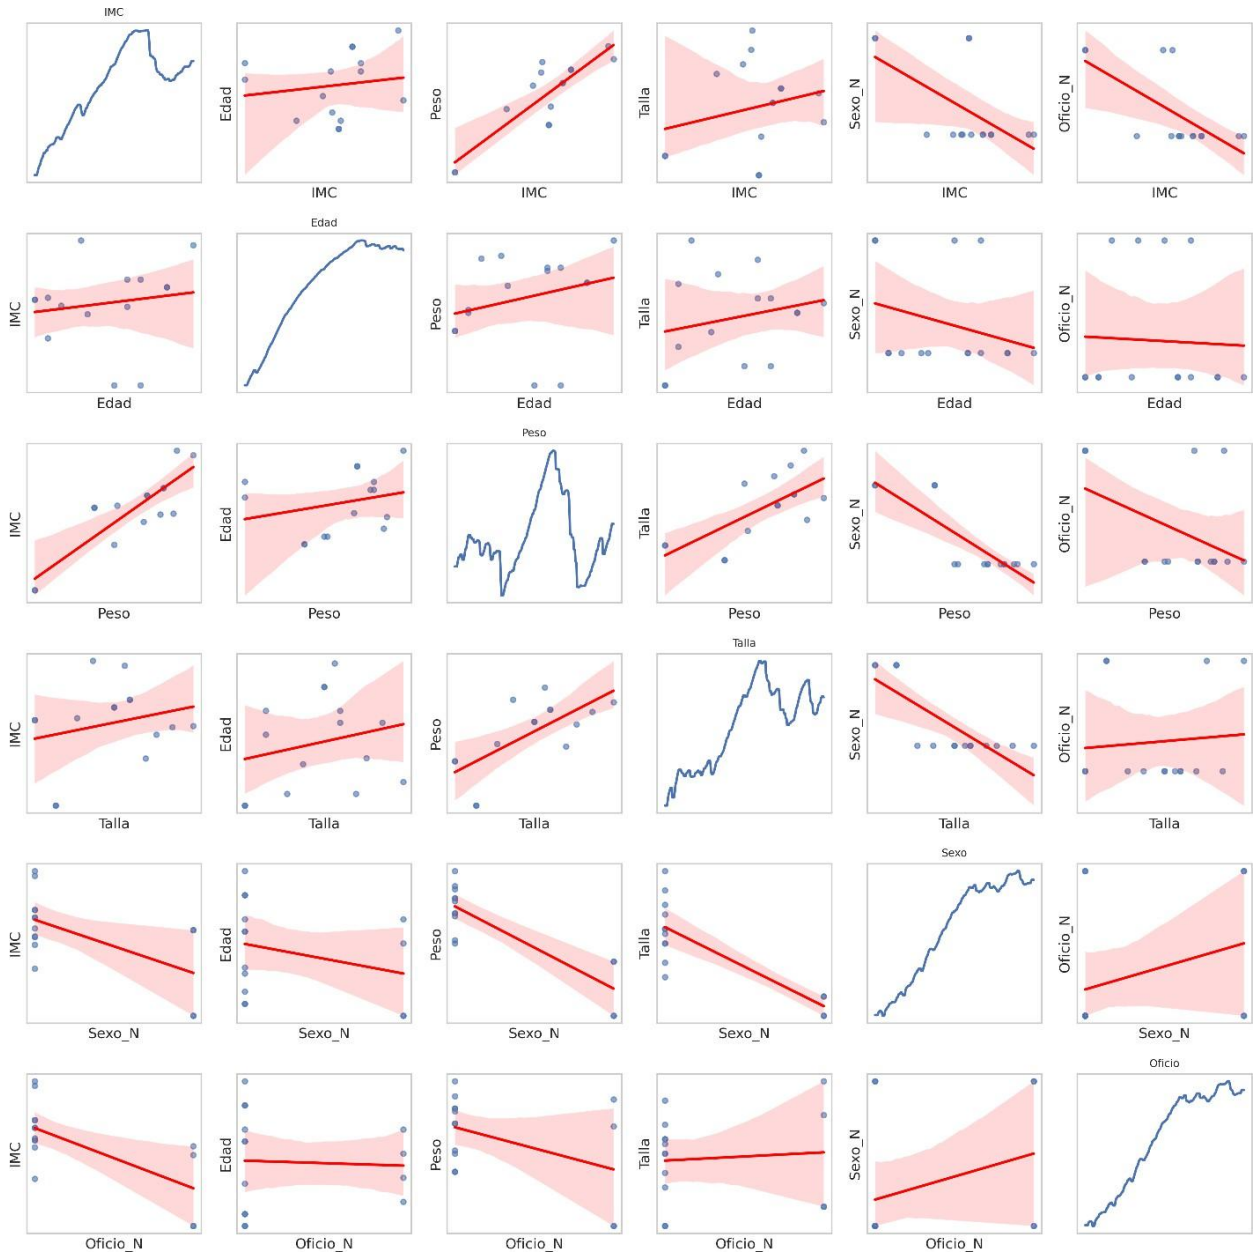 IMC
Edad
IMC
Peso
IMC
Talla
IMC
Sexo_N
IMC
Oficio_N
IMC
IMC
Edad
Edad
Peso
Edad
Talla
Edad
Sexo_N
Edad
Oficio_N
Edad
IMC
Peso
Edad
Peso
Peso
Talla
Peso
Sexo_N
Peso
Oficio_N
Peso
IMC
Talla
Edad
Talla
Peso
Talla
Talla
Sexo_N
Talla
Oficio_N
Talla
IMC
Sexo_N
Edad
Sexo_N
Peso
Sexo_N
Talla
Sexo_N
Sexo
Oficio_N
Sexo_N
IMC
Oficio_N
Edad
Oficio_N
Peso
Oficio_N
Talla
Oficio_N
Sexo_N
Oficio_N
Oficio